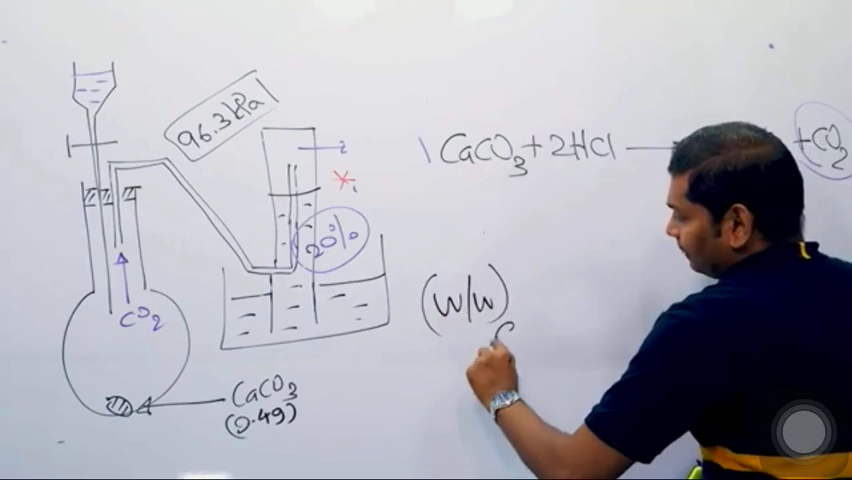 96.3kPa
CaCO3+2HCl
+CO2
20%
(w/w)
CO2
CaCO3
(0.4g)